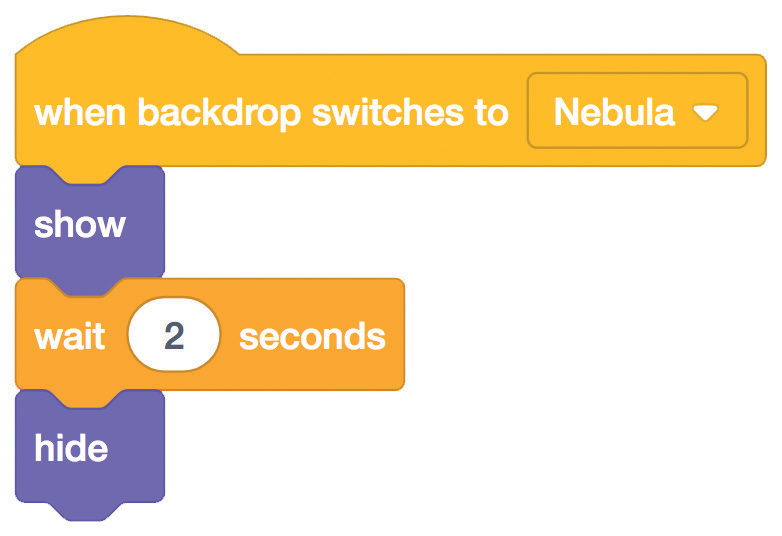 when backdrop switches to Nebula
show
wait 2 seconds
hide